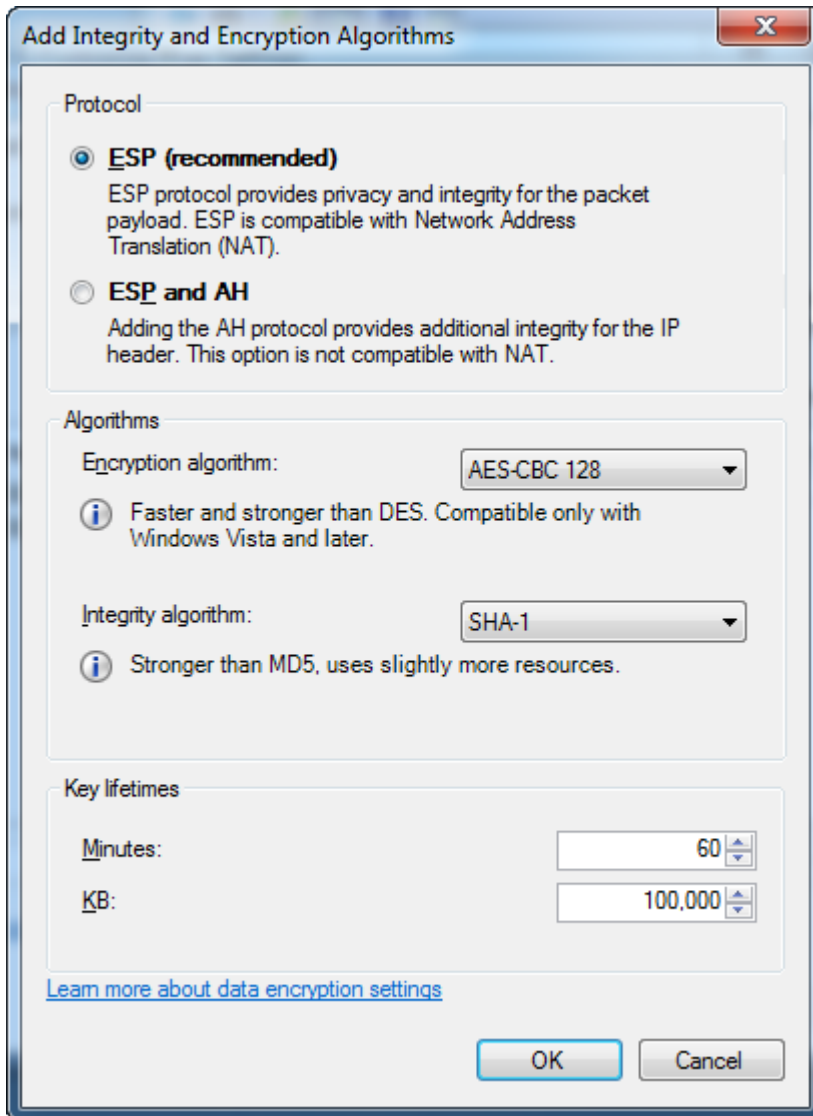 Add Integrity and Encryption Algorithms
Protocol
ESP (recommended)
ESP protocol provides privacy and integrity for the packet
payload. ESP is compatible with Network Address
Translation (NAT).
ESP and AH
Adding the AH protocol provides additional integrity for the IP
header. This option is not compatible with NAT.
Algorithms
Encryption algorithm: AES-CBC 128
Faster and stronger than DES. Compatible only with
Windows Vista and later.
Integrity algorithm: SHA-1
Stronger than MD5, uses slightly more resources.
Key lifetimes
Minutes: 60
KB: 100,000
Learn more about data encryption settings
OK Cancel